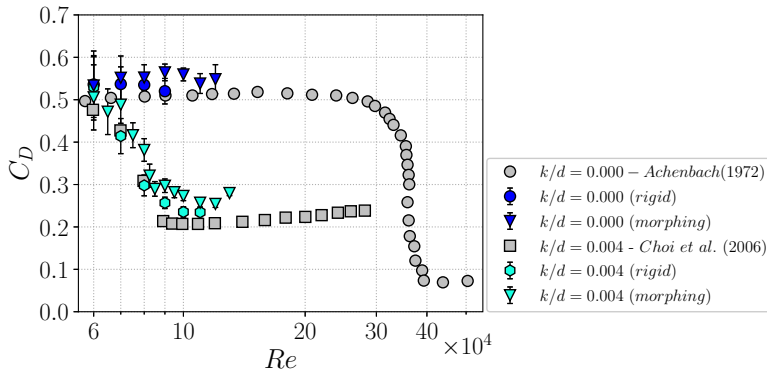 0.7
0.6
0.5
0.4
0.3
0.2
0.1
0.0
C_D
6 10 20 30 40
×10⁴
Re
k/d = 0.000 − Achenbach(1972)
k/d = 0.000 (rigid)
k/d = 0.000 (morphing)
k/d = 0.004 - Choi et al. (2006)
k/d = 0.004 (rigid)
k/d = 0.004 (morphing)